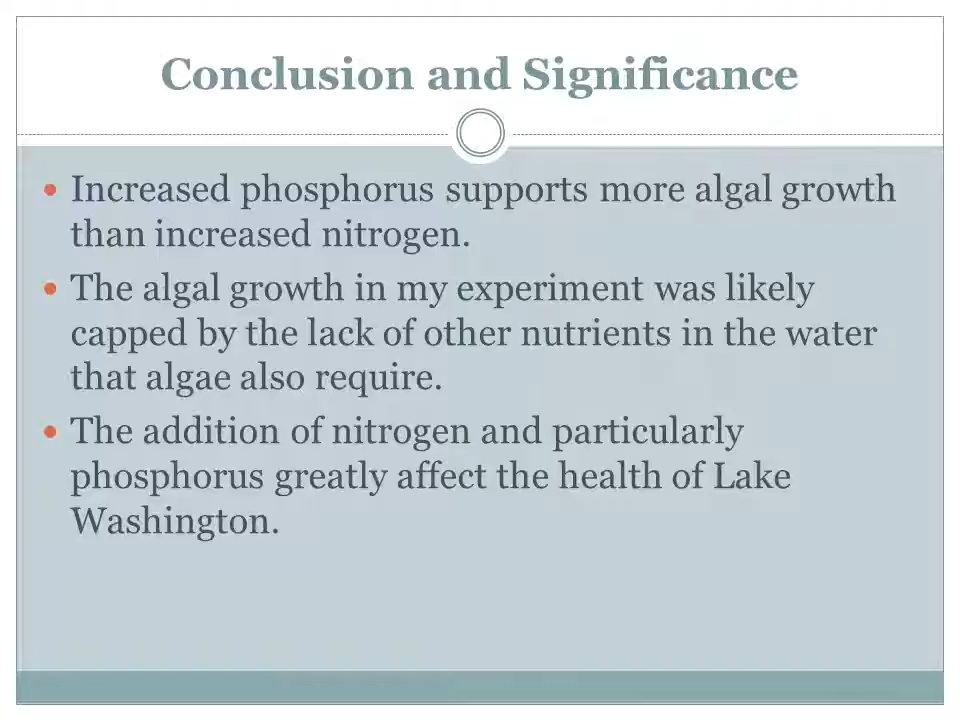 Conclusion and Significance
Increased phosphorus supports more algal growth
than increased nitrogen.
The algal growth in my experiment was likely
capped by the lack of other nutrients in the water
that algae also require.
The addition of nitrogen and particularly
phosphorus greatly affect the health of Lake
Washington.